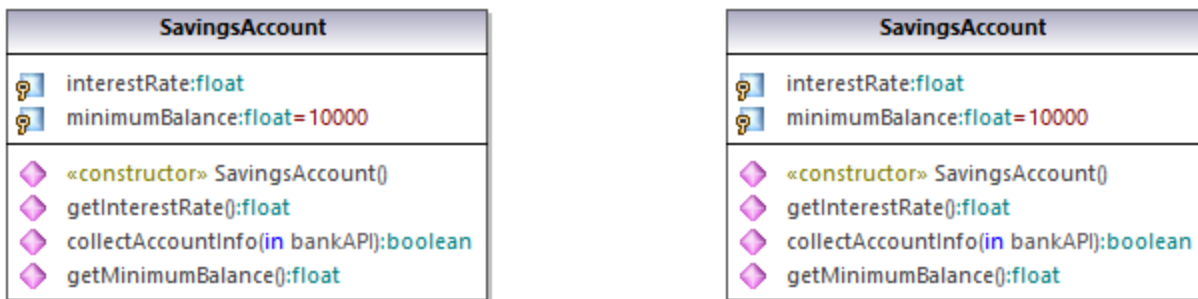 SavingsAccount
interestRate:float
minimumBalance:float=10000
«constructor» SavingsAccount()
getInterestRate():float
collectAccountInfo(in bankAPI):boolean
getMinimumBalance():float
SavingsAccount
interestRate:float
minimumBalance:float=10000
«constructor» SavingsAccount()
getInterestRate():float
collectAccountInfo(in bankAPI):boolean
getMinimumBalance():float